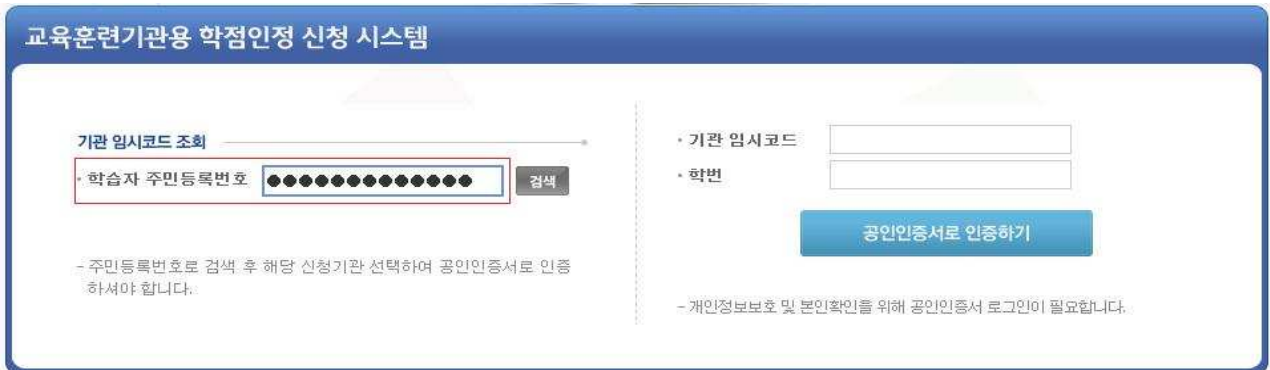 교육훈련기관용 학점인정 신청 시스템
기관 임시코드 조회
· 학습자 주민등록번호 ●●●●●●●●●●●●● 검색
- 주민등록번호로 검색 후 해당 신청기관 선택하여 공인인증서로 인증
하셔야 합니다.
· 기관 임시코드
· 학번
공인인증서로 인증하기
- 개인정보보호 및 본인확인을 위해 공인인증서 로그인이 필요합니다.